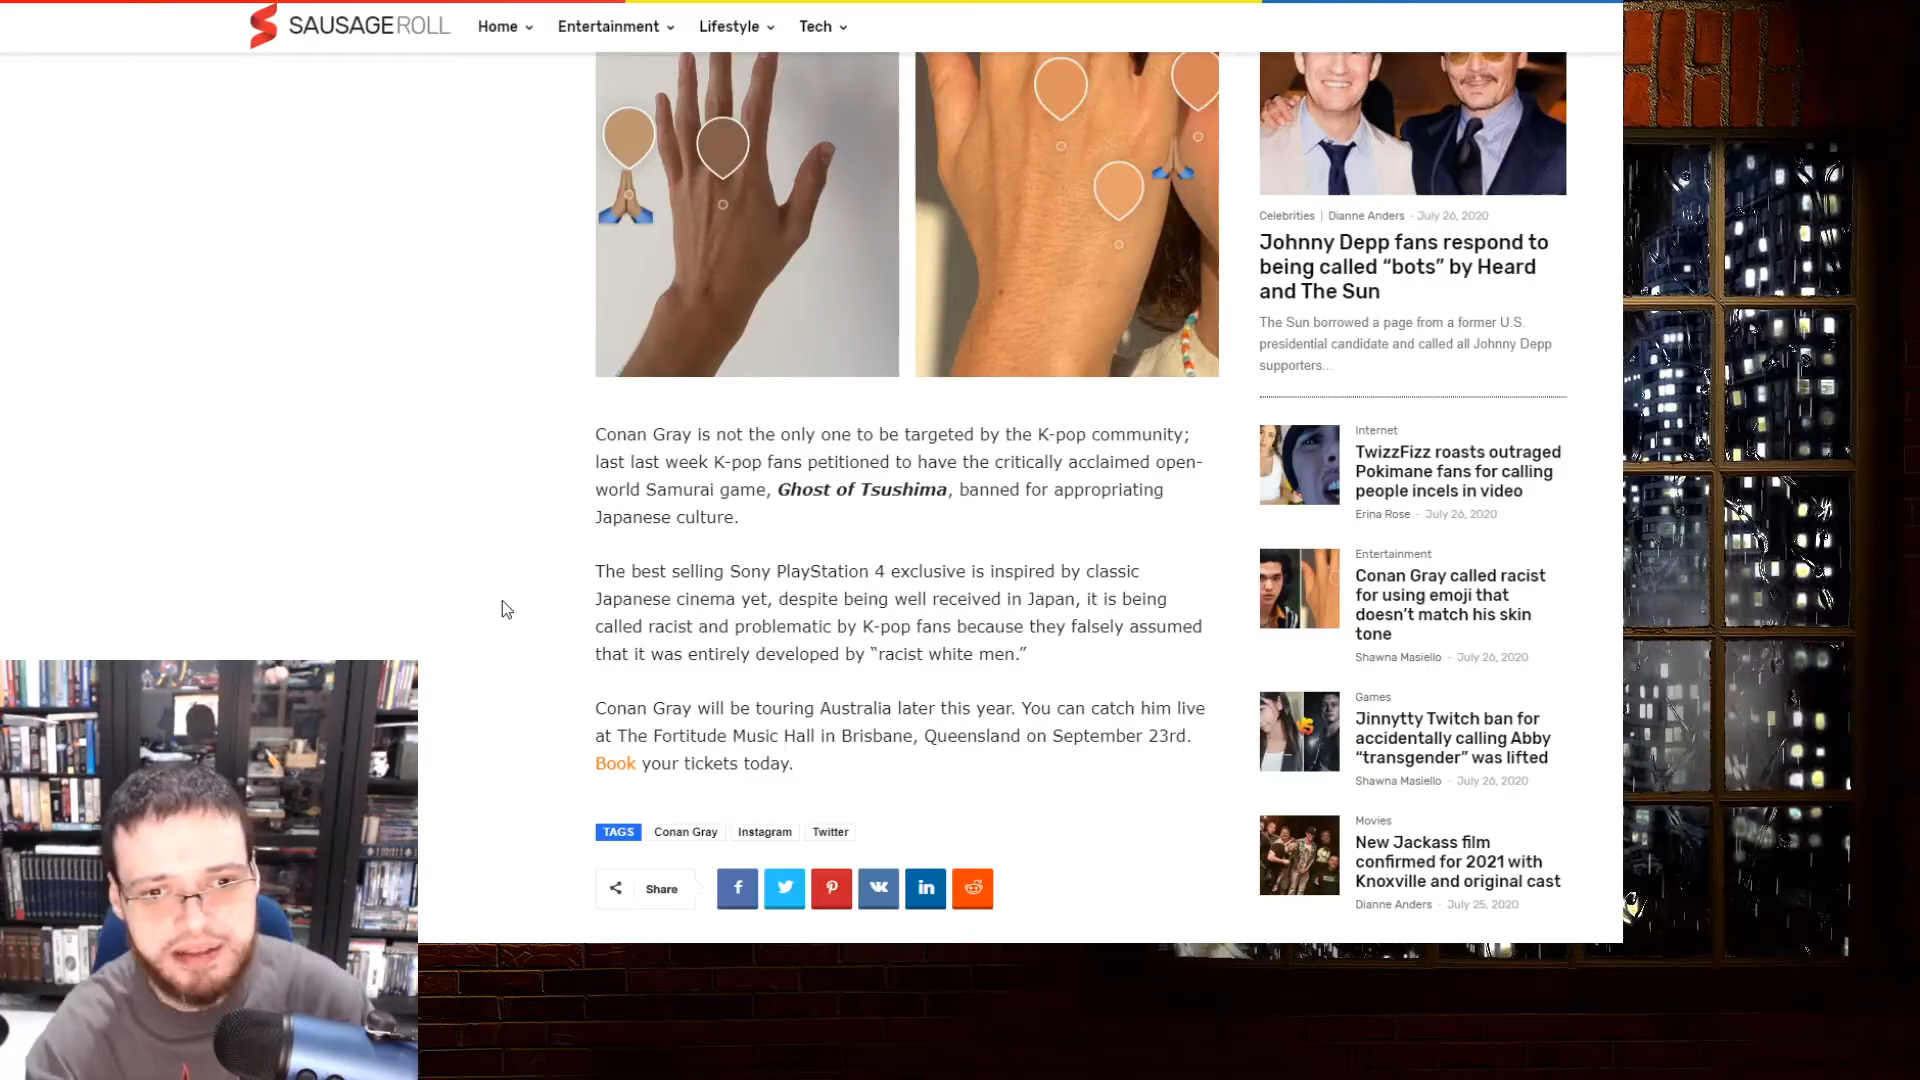 SAUSAGEROLL
Home
Entertainment
Lifestyle
Tech
Conan Gray is not the only one to be targeted by the K-pop community;
last last week K-pop fans petitioned to have the critically acclaimed open-
world Samurai game, Ghost of Tsushima, banned for appropriating
Japanese culture.
The best selling Sony PlayStation 4 exclusive is inspired by classic
Japanese cinema yet, despite being well received in Japan, it is being
called racist and problematic by K-pop fans because they falsely assumed
that it was entirely developed by “racist white men.”
Conan Gray will be touring Australia later this year. You can catch him live
at The Fortitude Music Hall in Brisbane, Queensland on September 23rd.
Book your tickets today.
TAGS Conan Gray Instagram Twitter
Share
Celebrities | Dianne Anders - July 26, 2020
Johnny Depp fans respond to
being called “bots” by Heard
and The Sun
The Sun borrowed a page from a former U.S.
presidential candidate and called all Johnny Depp
supporters...
Internet
TwizzFizz roasts outraged
Pokimane fans for calling
people incels in video
Erina Rose - July 26, 2020
Entertainment
Conan Gray called racist
for using emoji that
doesn’t match his skin
tone
Shawna Masiello - July 26, 2020
Games
Jinnytty Twitch ban for
accidentally calling Abby
“transgender” was lifted
Shawna Masiello - July 26, 2020
Movies
New Jackass film
confirmed for 2021 with
Knoxville and original cast
Dianne Anders - July 25, 2020